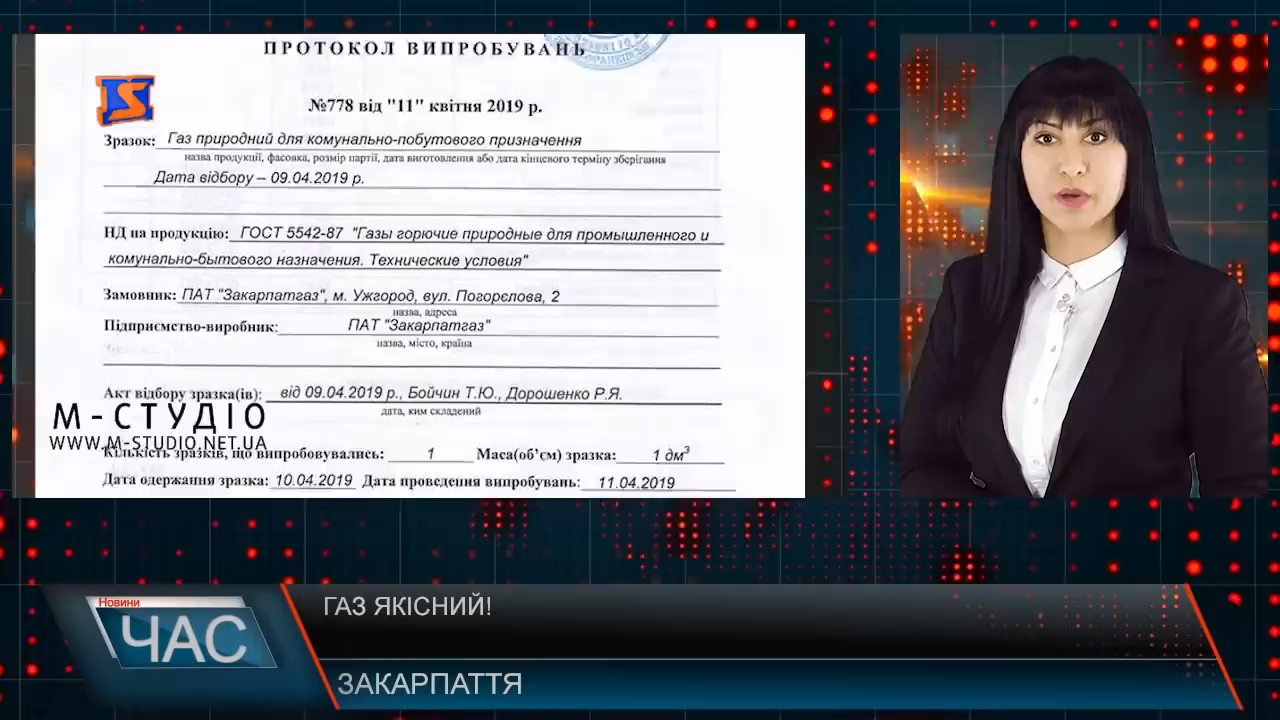 ПРОТОКОЛ ВИПРОБУВАНЬ
№778 від "11" квітня 2019 р.
Зразок: Газ природний для комунально-побутового призначення
назва продукції, фасовка, розмір партії, дата виготовлення або дата кінцевого терміну зберігання
Дата відбору – 09.04.2019 р.
НД на продукцію: ГОСТ 5542-87 "Газы горючие природные для промышленного и
комунально-бытового назначения. Технические условия"
Замовник: ПАТ "Закарпатгаз", м. Ужгород, вул. Погорєлова, 2
назва, адреса
Підприємство-виробник: ПАТ "Закарпатгаз"
назва, місто, країна
Акт відбору зразка(ів): від 09.04.2019 р., Бойчин Т.Ю., Дорошенко Р.Я.
дата, ким складений
М-СТУДІО
WWW.M-STUDIO.NET.UA
Кількість зразків, що випробовувались: 1 Маса(об’єм) зразка: 1 дм³
Дата одержання зразка: 10.04.2019 Дата проведення випробувань: 11.04.2019
Новини
ЧАС
ГАЗ ЯКІСНИЙ!
ЗАКАРПАТТЯ